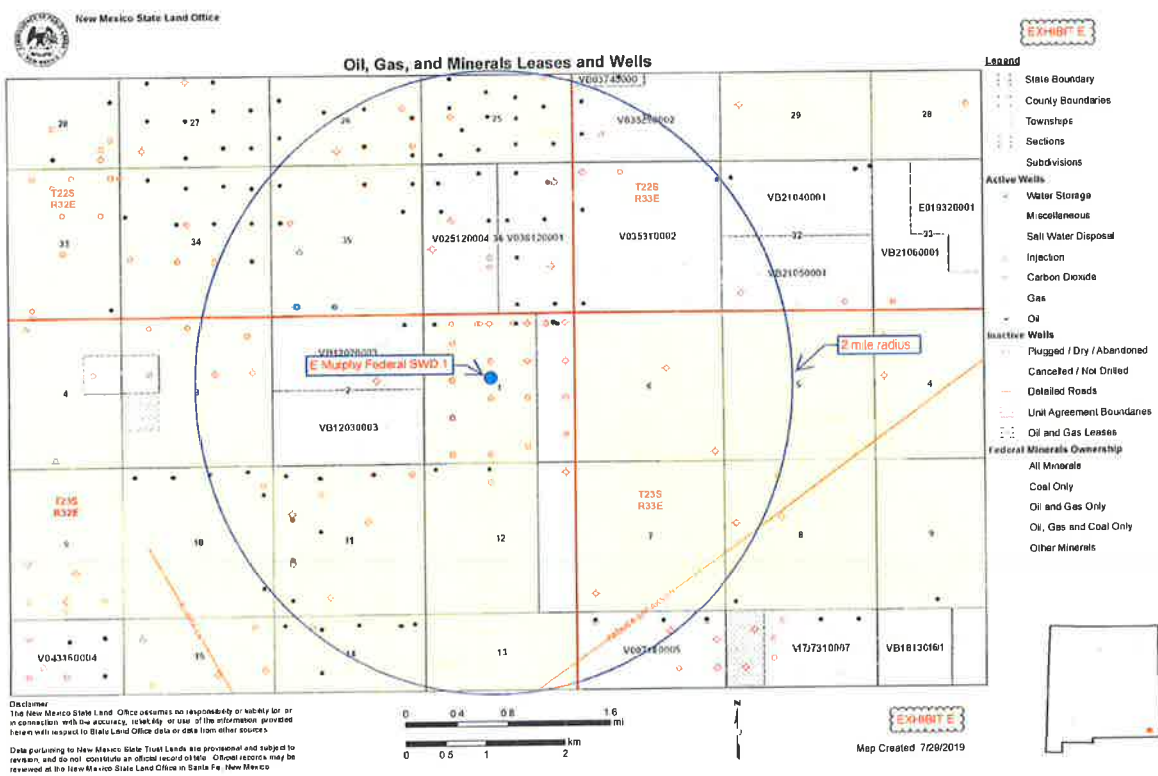 New Mexico State Land Office
EXHIBIT E
Oil, Gas, and Minerals Leases and Wells
Legend
State Boundary
County Boundaries
Townships
Sections
Subdivisions
Active Wells
Water Storage
Miscellaneous
Salt Water Disposal
Injection
Carbon Dioxide
Gas
Oil
Inactive Wells
Plugged / Dry / Abandoned
Cancelled / Not Drilled
Detailed Roads
Unit Agreement Boundaries
Oil and Gas Leases
Federal Minerals Ownership
All Minerals
Coal Only
Oil and Gas Only
Oil, Gas and Coal Only
Other Minerals
28
27
26
25
V035290002
29
28
T22S
R32E
T22S
R33E
VB21040001
E019320001
33
34
35
V025120004
36
V036120001
V035310002
32
33
VB21060001
VB21050001
VB12020003
E Murphy Federal SWD 1
2 mile radius
4
3
2
1
6
5
4
VB12030003
T23S
R32E
T23S
R33E
9
10
11
12
7
8
9
V043160004
15
14
13
V007180005
Disclaimer
The New Mexico State Land Office assumes no responsibility or liability for or
in connection with the accuracy, reliability or use of the information provided
herein with respect to State Land Office data or data from other sources
Data pertaining to New Mexico State Trust Lands are provisional and subject to
revision, and do not constitute an official record of title. Official records may be
reviewed at the New Mexico State Land Office in Santa Fe, New Mexico
0 0.4 0.8 1.6
mi
km
0 0.5 1 2
N
EXHIBIT E
Map Created 7/29/2019